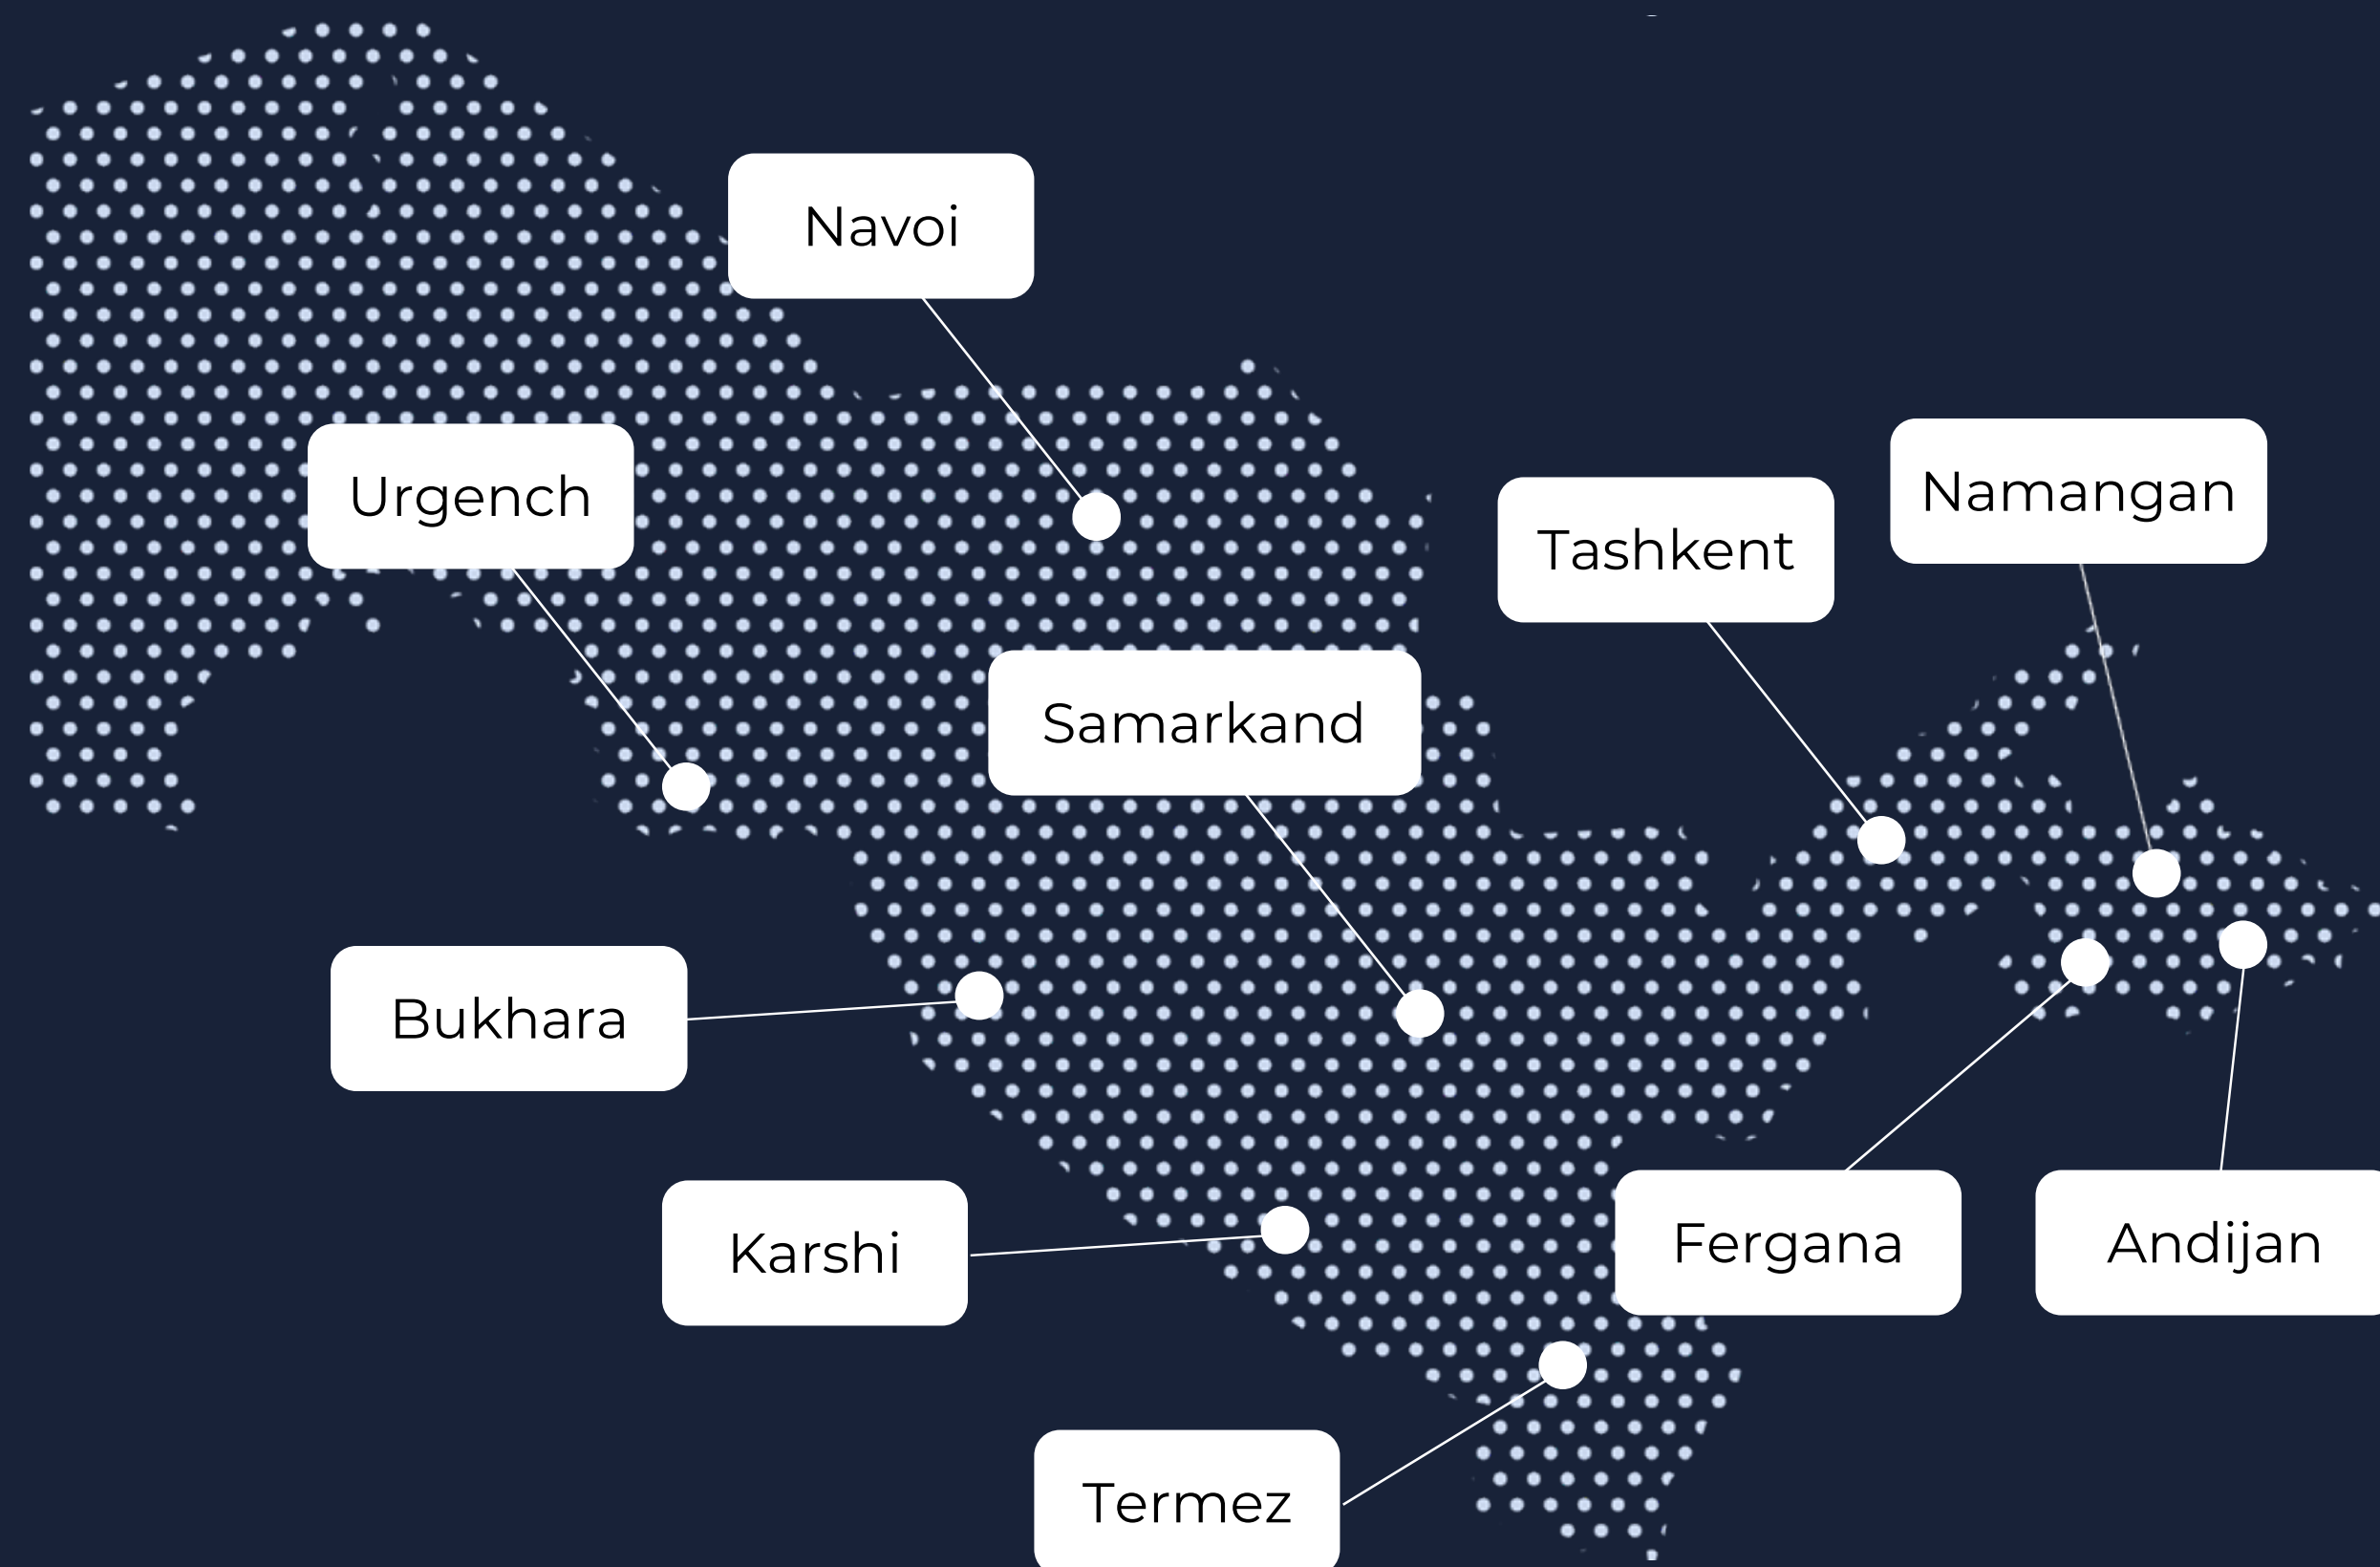 Navoi
Urgench
Namangan
Tashkent
Samarkand
Bukhara
Karshi
Fergana
Andijan
Termez